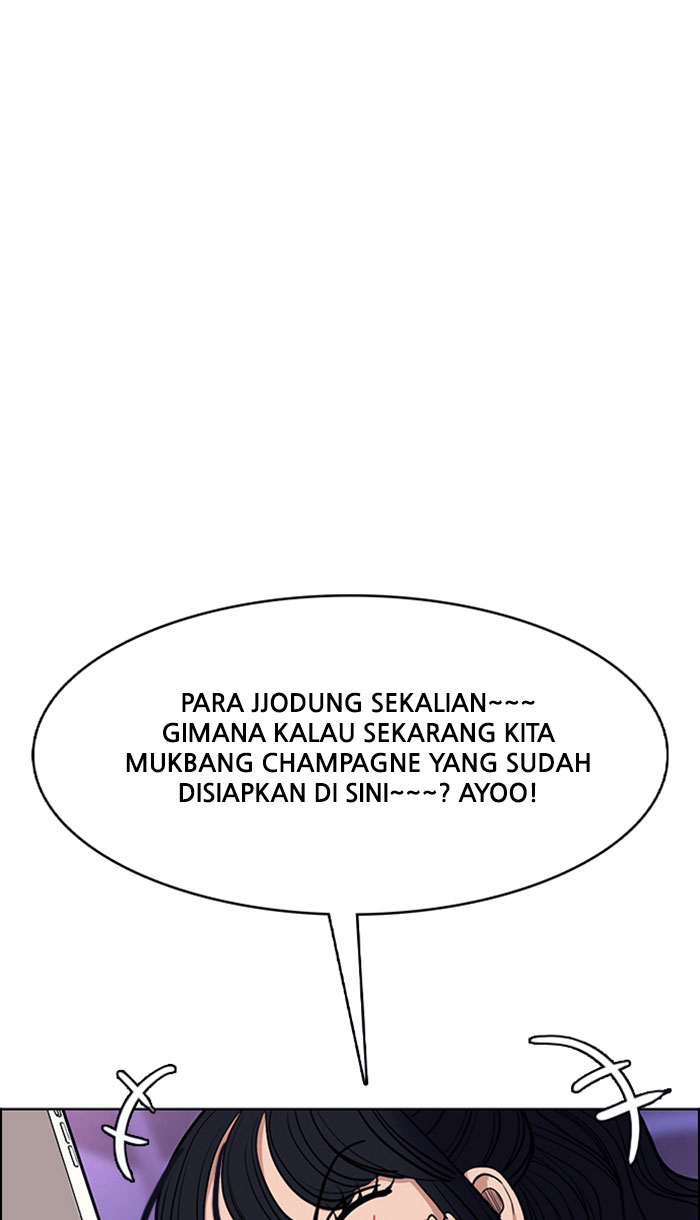 PARA JJODUNG SEKALIAN~~~
GIMANA KALAU SEKARANG KITA
MUKBANG CHAMPAGNE YANG SUDAH
DISIAPKAN DI SINI~~~? AYOO!